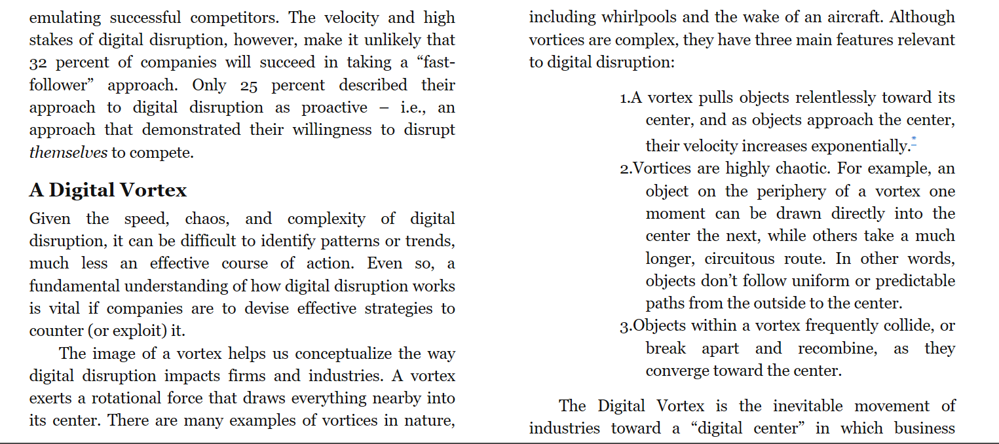 emulating successful competitors. The velocity and high
stakes of digital disruption, however, make it unlikely that
32 percent of companies will succeed in taking a “fast-
follower” approach. Only 25 percent described their
approach to digital disruption as proactive – i.e., an
approach that demonstrated their willingness to disrupt
themselves to compete.
A Digital Vortex
Given the speed, chaos, and complexity of digital
disruption, it can be difficult to identify patterns or trends,
much less an effective course of action. Even so, a
fundamental understanding of how digital disruption works
is vital if companies are to devise effective strategies to
counter (or exploit) it.
The image of a vortex helps us conceptualize the way
digital disruption impacts firms and industries. A vortex
exerts a rotational force that draws everything nearby into
its center. There are many examples of vortices in nature,
including whirlpools and the wake of an aircraft. Although
vortices are complex, they have three main features relevant
to digital disruption:
1.A vortex pulls objects relentlessly toward its
center, and as objects approach the center,
their velocity increases exponentially.*
2.Vortices are highly chaotic. For example, an
object on the periphery of a vortex one
moment can be drawn directly into the
center the next, while others take a much
longer, circuitous route. In other words,
objects don’t follow uniform or predictable
paths from the outside to the center.
3.Objects within a vortex frequently collide, or
break apart and recombine, as they
converge toward the center.
The Digital Vortex is the inevitable movement of
industries toward a “digital center” in which business